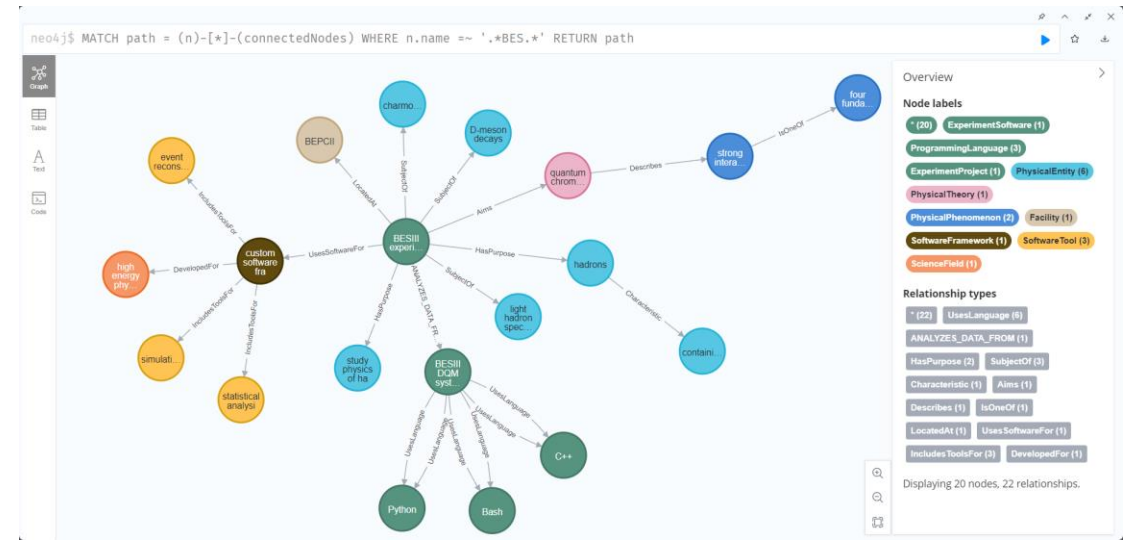 neo4j$ MATCH path = (n)-[*]-(connectedNodes) WHERE n.name =~ '.*BES.*' RETURN path
Graph
Table
Text
Code
charmo...
BEPCII
D-meson
decays
event
recons...
four
funda...
IsOneOf
strong
intera...
Describes
quantum
chrom...
SubjectOf
LocatedAt
SubjectOf
Aims
IncludesToolsFor
BESIII
experi...
HasPurpose
hadrons
UsesSoftwareFor
custom
software
fra
DevelopedFor
high
energy
phy...
SubjectOf
Characteristic
IncludesToolsFor
IncludesToolsFor
HasPurpose
ANALYZES_DATA_FR...
light
hadron
spec...
containi...
simulati...
study
physics
of ha
BESIII
DQM
syst...
statistical
analysi
UsesLanguage
UsesLanguage
UsesLanguage
UsesLanguage
UsesLanguage
UsesLanguage
C++
Python
Bash
Overview
Node labels
* (20) ExperimentSoftware (1)
ProgrammingLanguage (3)
ExperimentProject (1) PhysicalEntity (6)
PhysicalTheory (1)
PhysicalPhenomenon (2) Facility (1)
SoftwareFramework (1) SoftwareTool (3)
ScienceField (1)
Relationship types
* (22) UsesLanguage (6)
ANALYZES_DATA_FROM (1)
HasPurpose (2) SubjectOf (3)
Characteristic (1) Aims (1)
Describes (1) IsOneOf (1)
LocatedAt (1) UsesSoftwareFor (1)
IncludesToolsFor (3) DevelopedFor (1)
Displaying 20 nodes, 22 relationships.